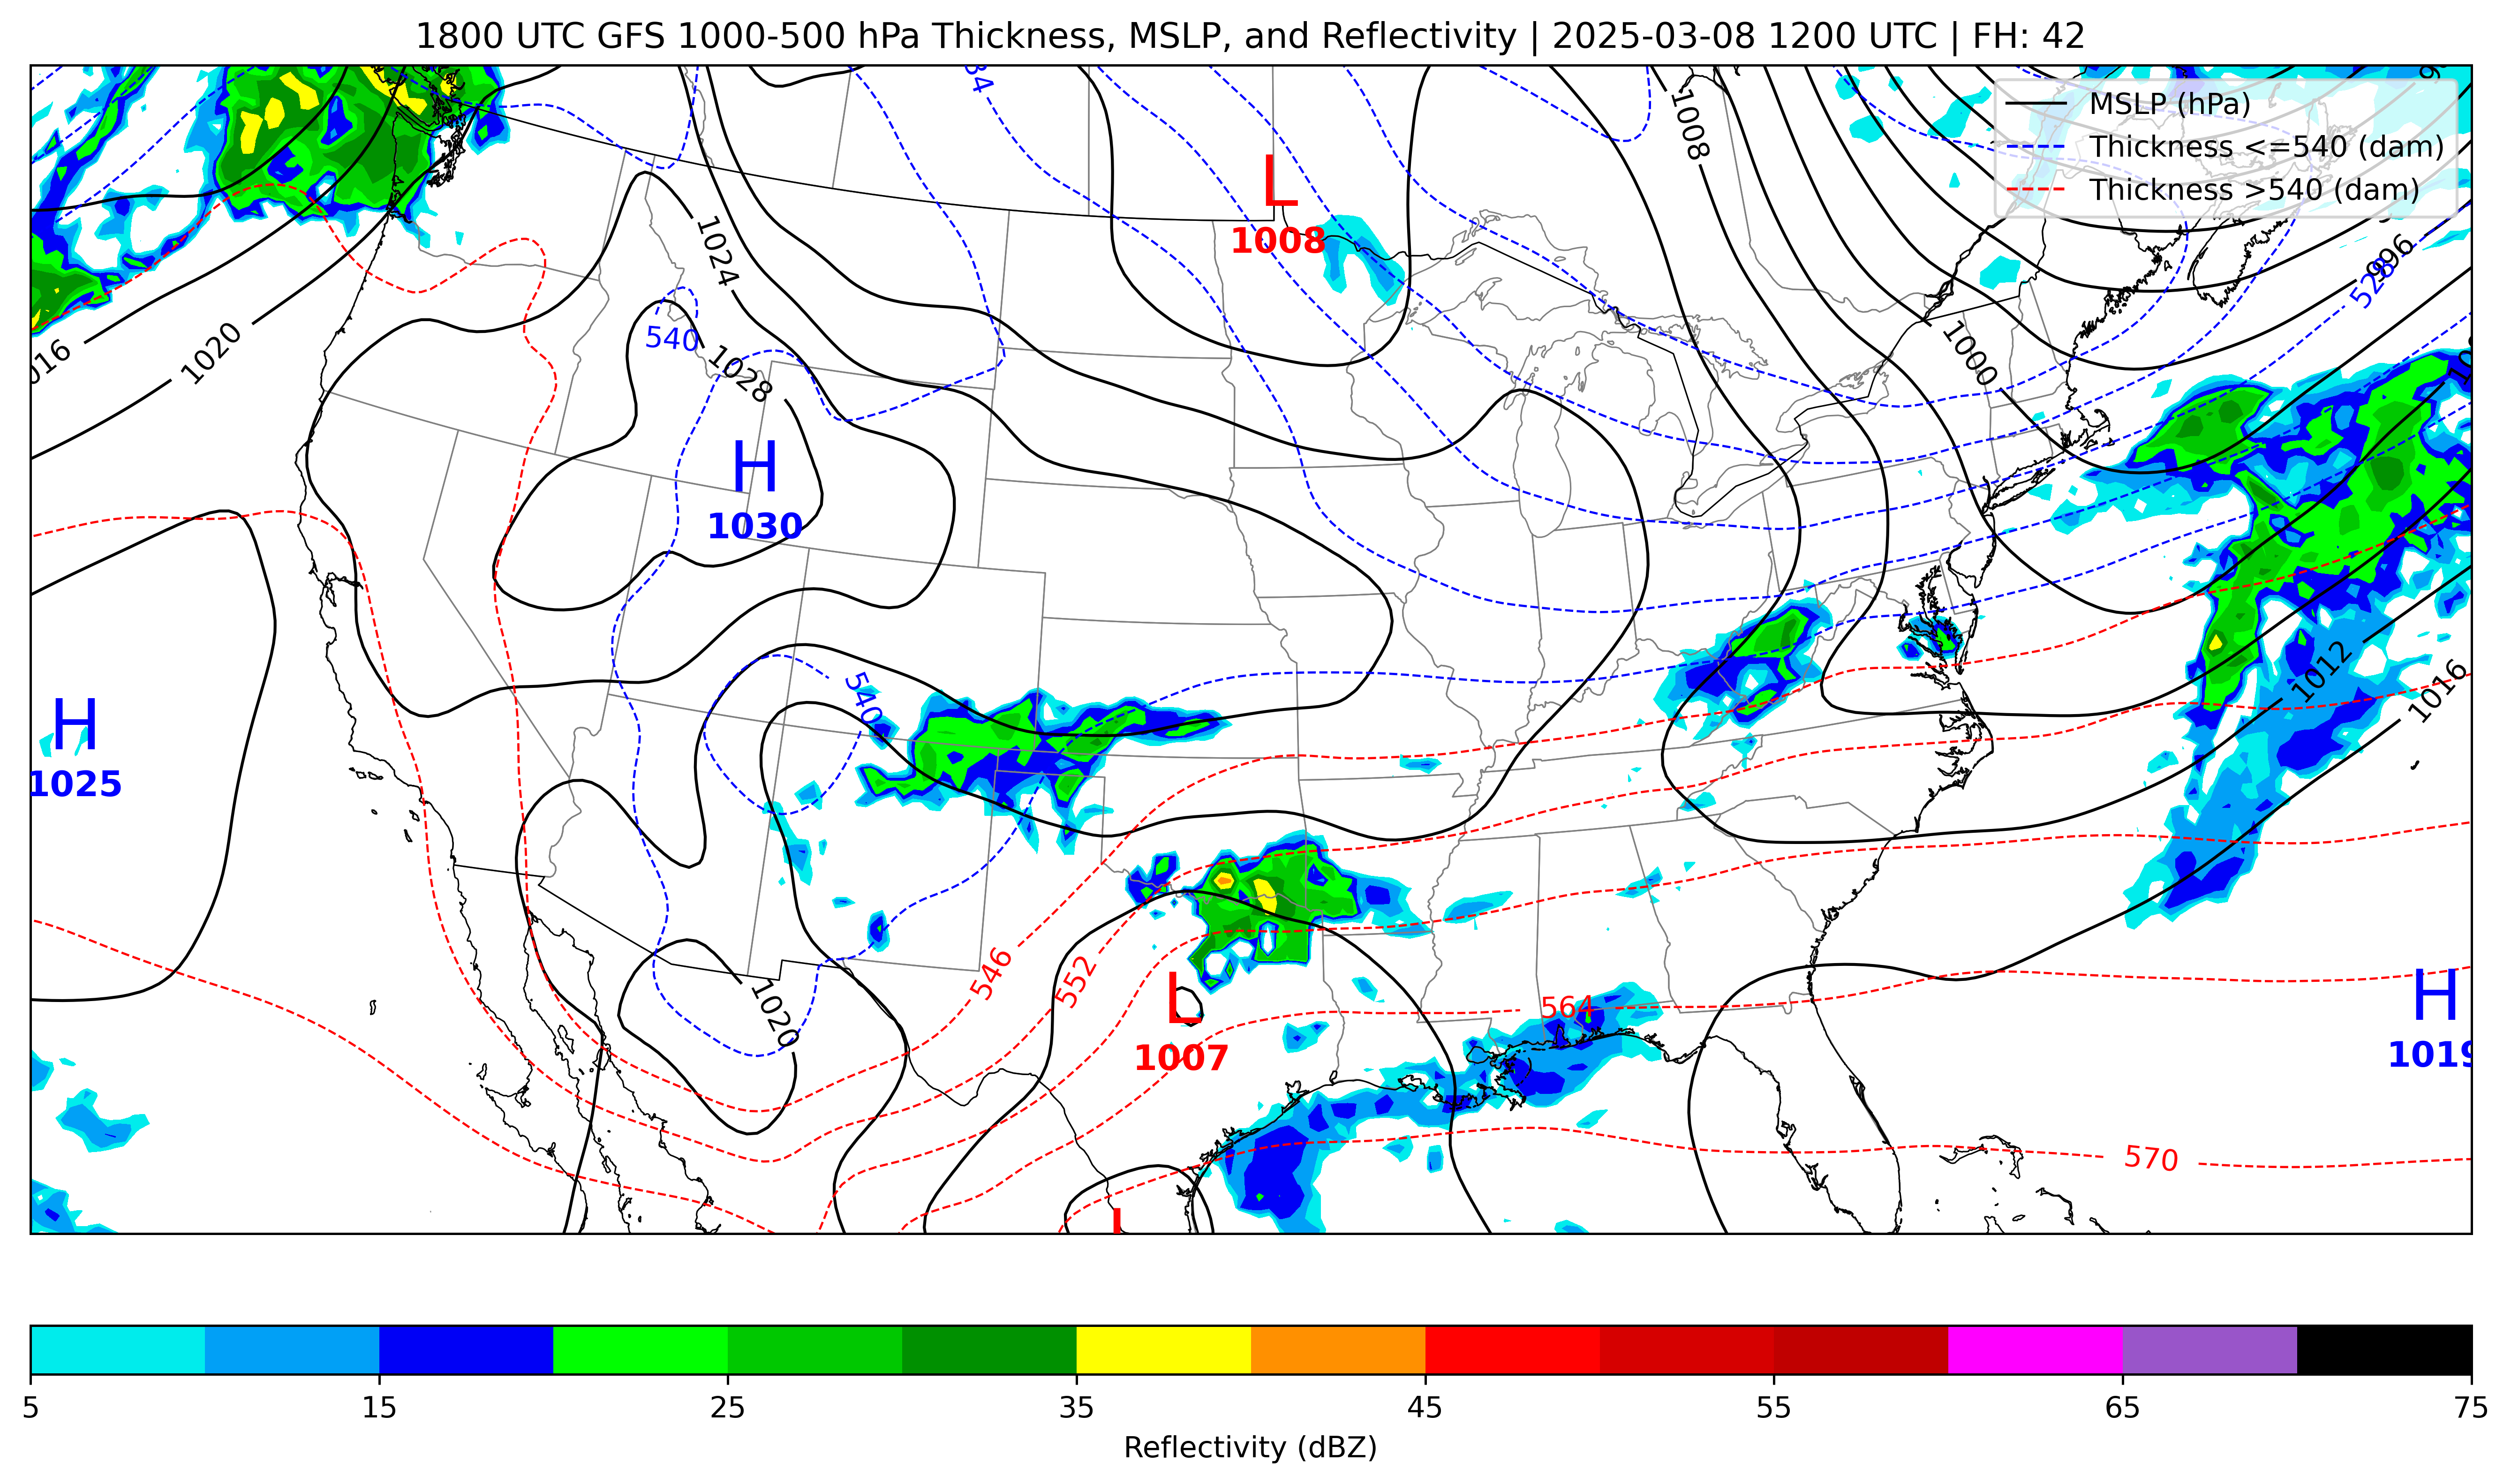 1800 UTC GFS 1000-500 hPa Thickness, MSLP, and Reflectivity | 2025-03-08 1200 UTC | FH: 42
MSLP (hPa)
Thickness <=540 (dam)
Thickness >540 (dam)
1008
L
1008
1024
996
528
1020
540
1028
1000
H
1030
H
1025
540
1012
1016
546
552
L
1007
564
1020
H
1019
570
L
5 15 25 35 45 55 65 75
Reflectivity (dBZ)